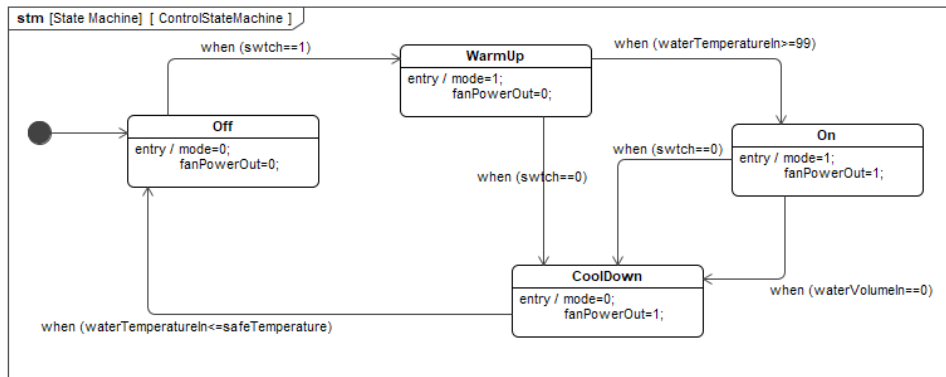 stm [State Machine] [ ControlStateMachine ]
when (swtch==1)
WarmUp
entry / mode=1;
fanPowerOut=0;
when (waterTemperatureIn>=99)
Off
entry / mode=0;
fanPowerOut=0;
On
entry / mode=1;
fanPowerOut=1;
when (swtch==0)
when (swtch==0)
CoolDown
entry / mode=0;
fanPowerOut=1;
when (waterVolumeIn==0)
when (waterTemperatureIn<=safeTemperature)